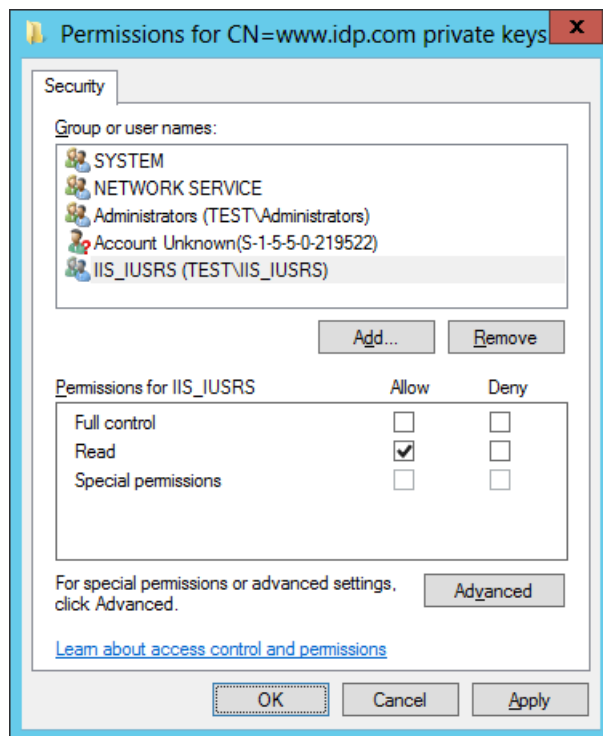 Permissions for CN=www.idp.com private keys
x
Security
Group or user names:
SYSTEM
NETWORK SERVICE
Administrators (TEST\Administrators)
Account Unknown(S-1-5-5-0-219522)
IIS_IUSRS (TEST\IIS_IUSRS)
Add...
Remove
Permissions for IIS_IUSRS Allow Deny
Full control
Read
Special permissions
For special permissions or advanced settings,
click Advanced.
Advanced
Learn about access control and permissions
OK Cancel Apply